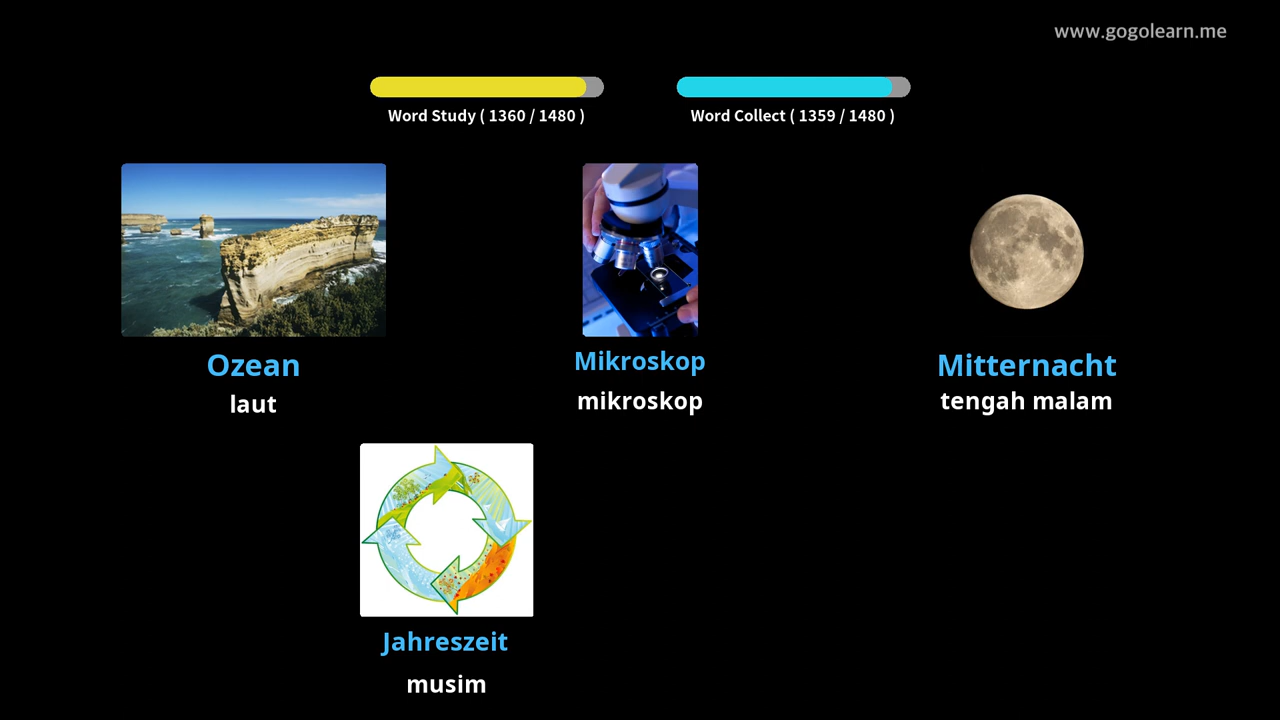 www.gogolearn.me
Word Study ( 1360 / 1480 )
Word Collect ( 1359 / 1480 )
Ozean
laut
Mikroskop
mikroskop
Mitternacht
tengah malam
Jahreszeit
musim